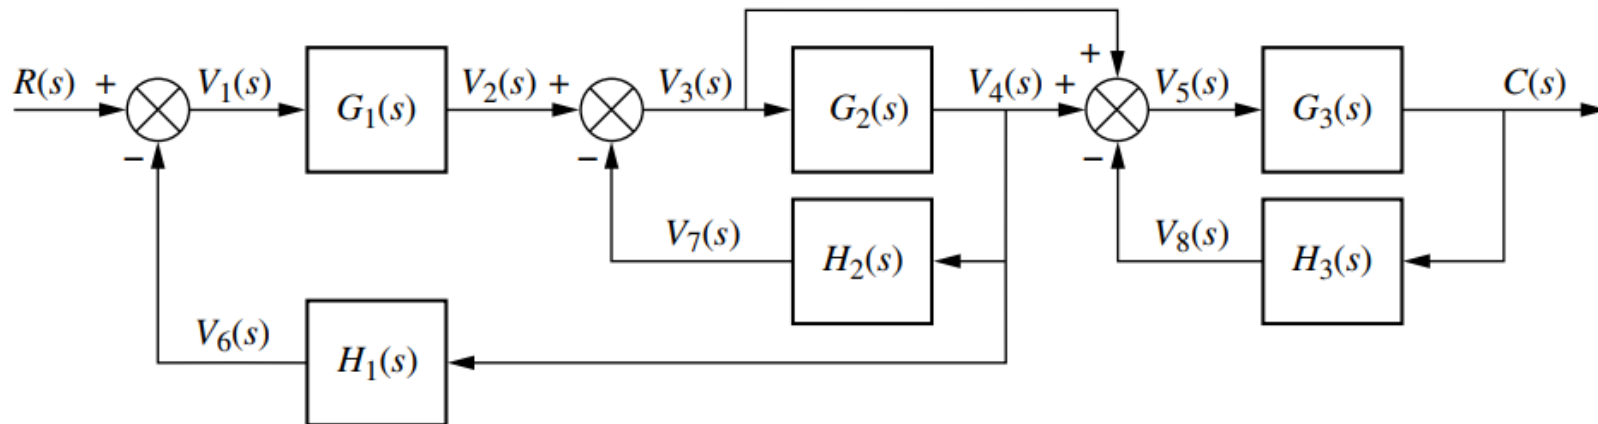 +
R(s) + V₁(s) G₁(s) V₂(s) + V₃(s) G₂(s) V₄(s) + V₅(s) G₃(s) C(s)
− − −
V₇(s) H₂(s) V₈(s) H₃(s)
V₆(s) H₁(s)